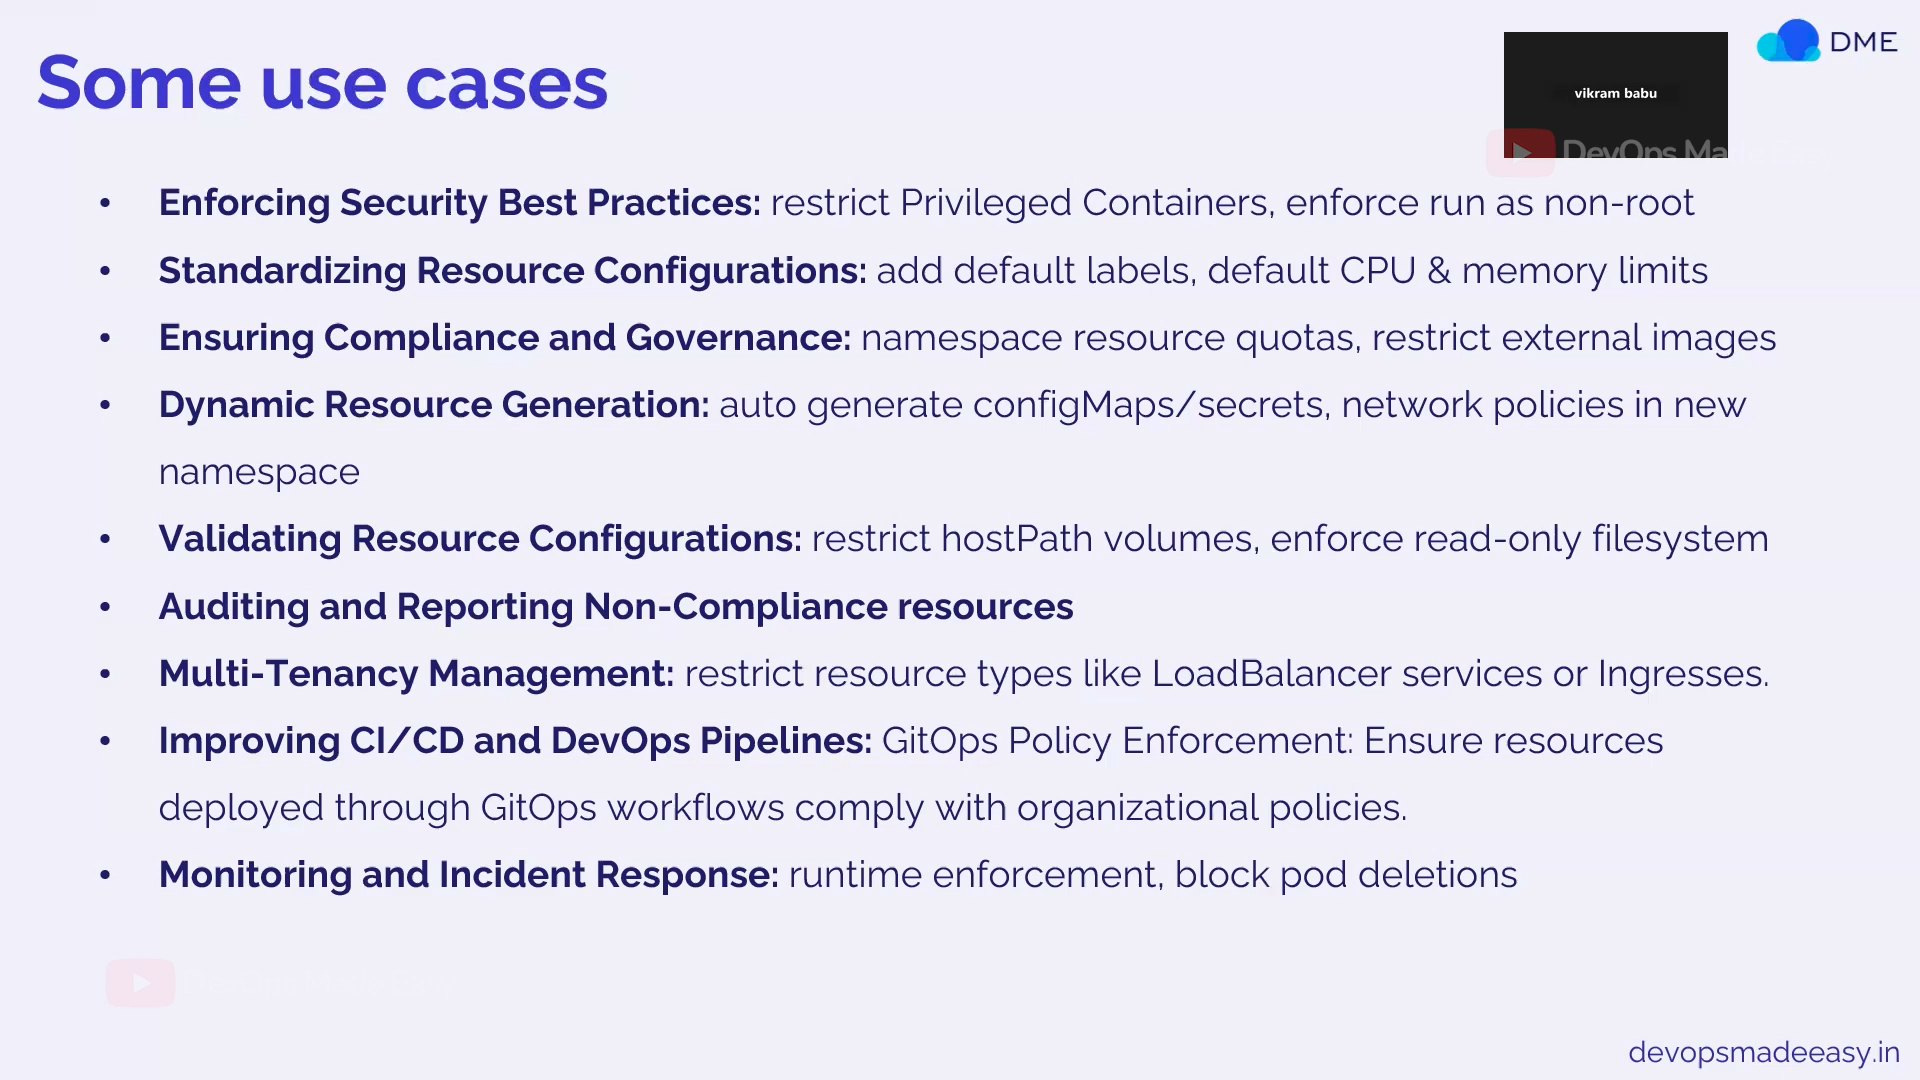 Some use cases
DME
vikram babu
DevOps Made Easy
• Enforcing Security Best Practices: restrict Privileged Containers, enforce run as non-root
• Standardizing Resource Configurations: add default labels, default CPU & memory limits
• Ensuring Compliance and Governance: namespace resource quotas, restrict external images
• Dynamic Resource Generation: auto generate configMaps/secrets, network policies in new
namespace
• Validating Resource Configurations: restrict hostPath volumes, enforce read-only filesystem
• Auditing and Reporting Non-Compliance resources
• Multi-Tenancy Management: restrict resource types like LoadBalancer services or Ingresses.
• Improving CI/CD and DevOps Pipelines: GitOps Policy Enforcement: Ensure resources
deployed through GitOps workflows comply with organizational policies.
• Monitoring and Incident Response: runtime enforcement, block pod deletions
devopsmadeeasy.in